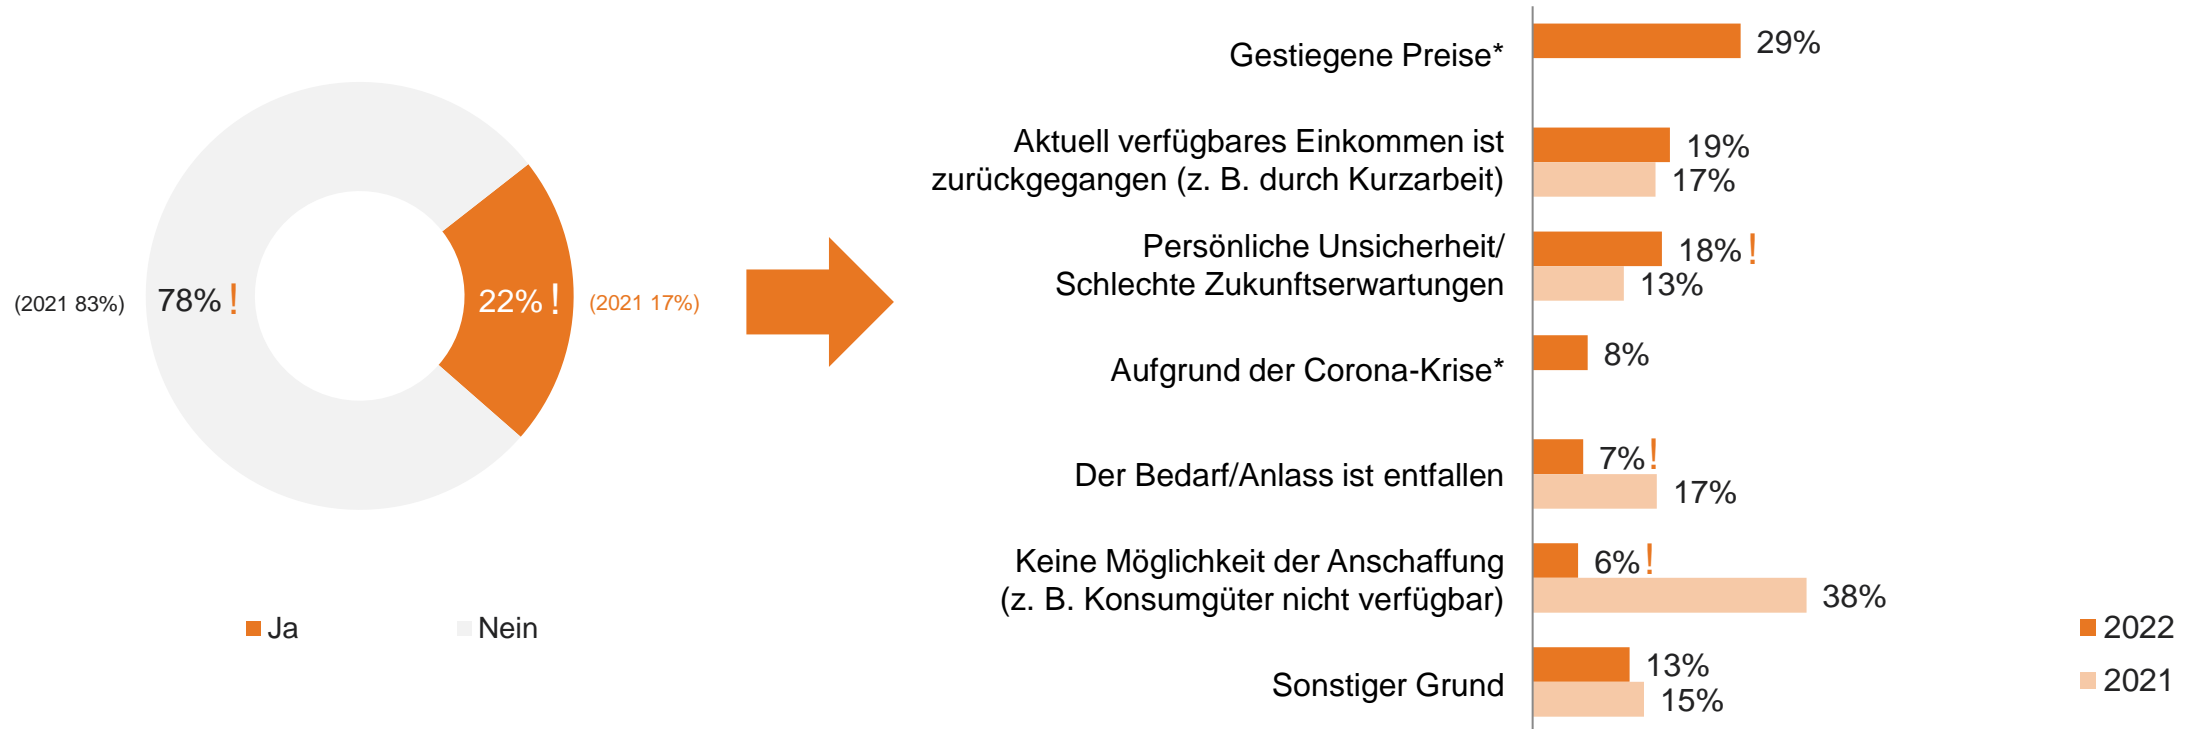 (2021 83%)
78%!
22%!
(2021 17%)
Ja
Nein
Gestiegene Preise*
29%
Aktuell verfügbares Einkommen ist
zurückgegangen (z. B. durch Kurzarbeit)
19%
17%
Persönliche Unsicherheit/
Schlechte Zukunftserwartungen
18%!
13%
Aufgrund der Corona-Krise*
8%
Der Bedarf/Anlass ist entfallen
7%!
17%
Keine Möglichkeit der Anschaffung
(z. B. Konsumgüter nicht verfügbar)
6%!
38%
Sonstiger Grund
13%
15%
2022
2021